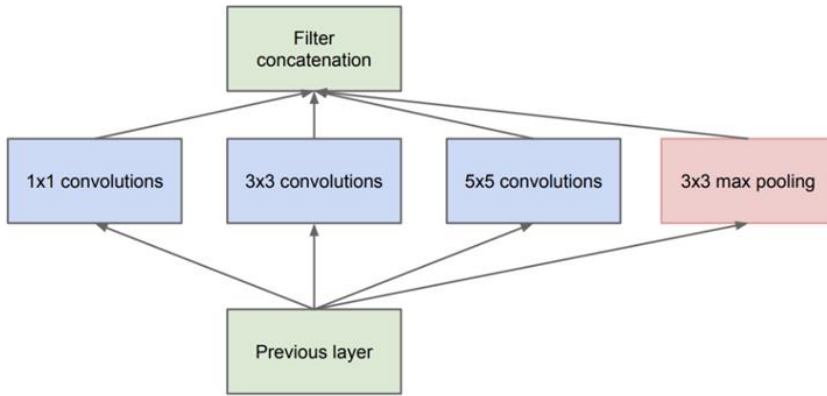 Filter
concatenation
1x1 convolutions
3x3 convolutions
5x5 convolutions
3x3 max pooling
Previous layer